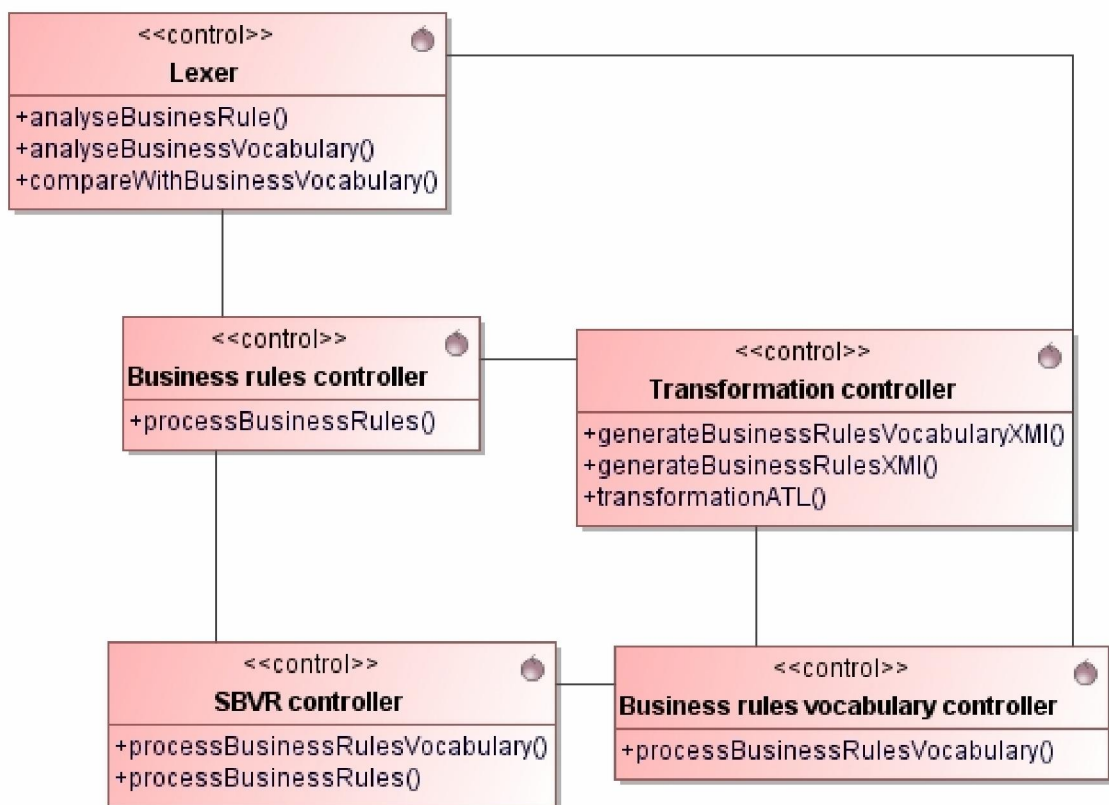 <<control>>
Lexer
+analyseBusinesRule()
+analyseBusinessVocabulary()
+compareWithBusinessVocabulary()
<<control>>
Business rules controller
+processBusinessRules()
<<control>>
Transformation controller
+generateBusinessRulesVocabularyXMI()
+generateBusinessRulesXMI()
+transformationATL()
<<control>>
SBVR controller
+processBusinessRulesVocabulary()
+processBusinessRules()
<<control>>
Business rules vocabulary controller
+processBusinessRulesVocabulary()